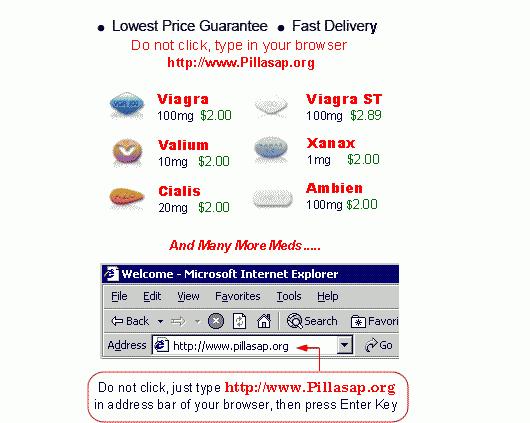 ● Lowest Price Guarantee ● Fast Delivery
Do not click, type in your browser
http://www.Pillasap.org
Viagra
100mg $2.00
Viagra ST
100mg $2.89
Valium
10mg $2.00
Xanax
1mg $2.00
Cialis
20mg $2.00
Ambien
100mg $2.00
And Many More Meds.....
Welcome - Microsoft Internet Explorer
File Edit View Favorites Tools Help
Back Search Favori
Address http://www.pillasap.org Go
Do not click, just type http://www.Pillasap.org
in address bar of your browser, then press Enter Key